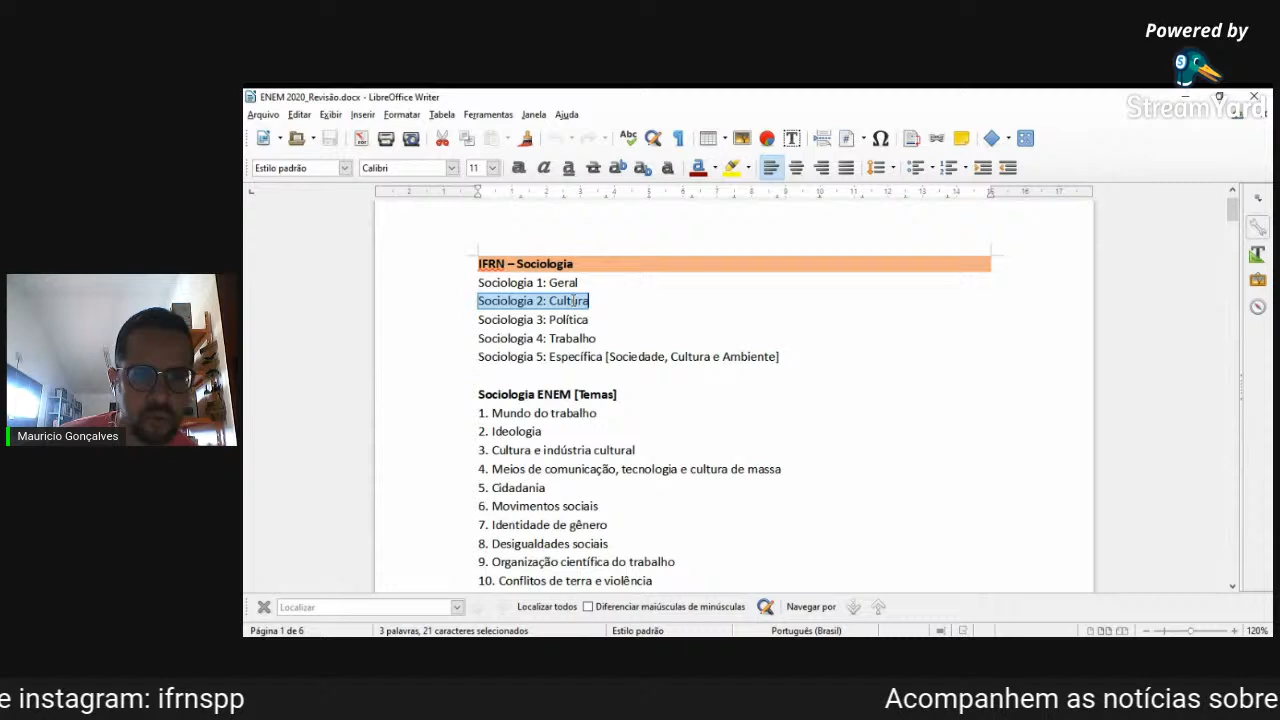 Powered by
StreamYard
ENEM 2020_Revisão.docx - LibreOffice Writer
Arquivo Editar Exibir Inserir Formatar Tabela Ferramentas Janela Ajuda
Estilo padrão Calibri 11
IFRN – Sociologia
Sociologia 1: Geral
Sociologia 2: Cultura
Sociologia 3: Política
Sociologia 4: Trabalho
Sociologia 5: Específica [Sociedade, Cultura e Ambiente]
Sociologia ENEM [Temas]
1. Mundo do trabalho
2. Ideologia
3. Cultura e indústria cultural
4. Meios de comunicação, tecnologia e cultura de massa
5. Cidadania
6. Movimentos sociais
7. Identidade de gênero
8. Desigualdades sociais
9. Organização científica do trabalho
10. Conflitos de terra e violência
Mauricio Gonçalves
Localizar Localizar todos Diferenciar maiúsculas de minúsculas Navegar por
Página 1 de 6 3 palavras, 21 caracteres selecionados Estilo padrão Português (Brasil) 120%
e instagram: ifrnspp Acompanhem as notícias sobre